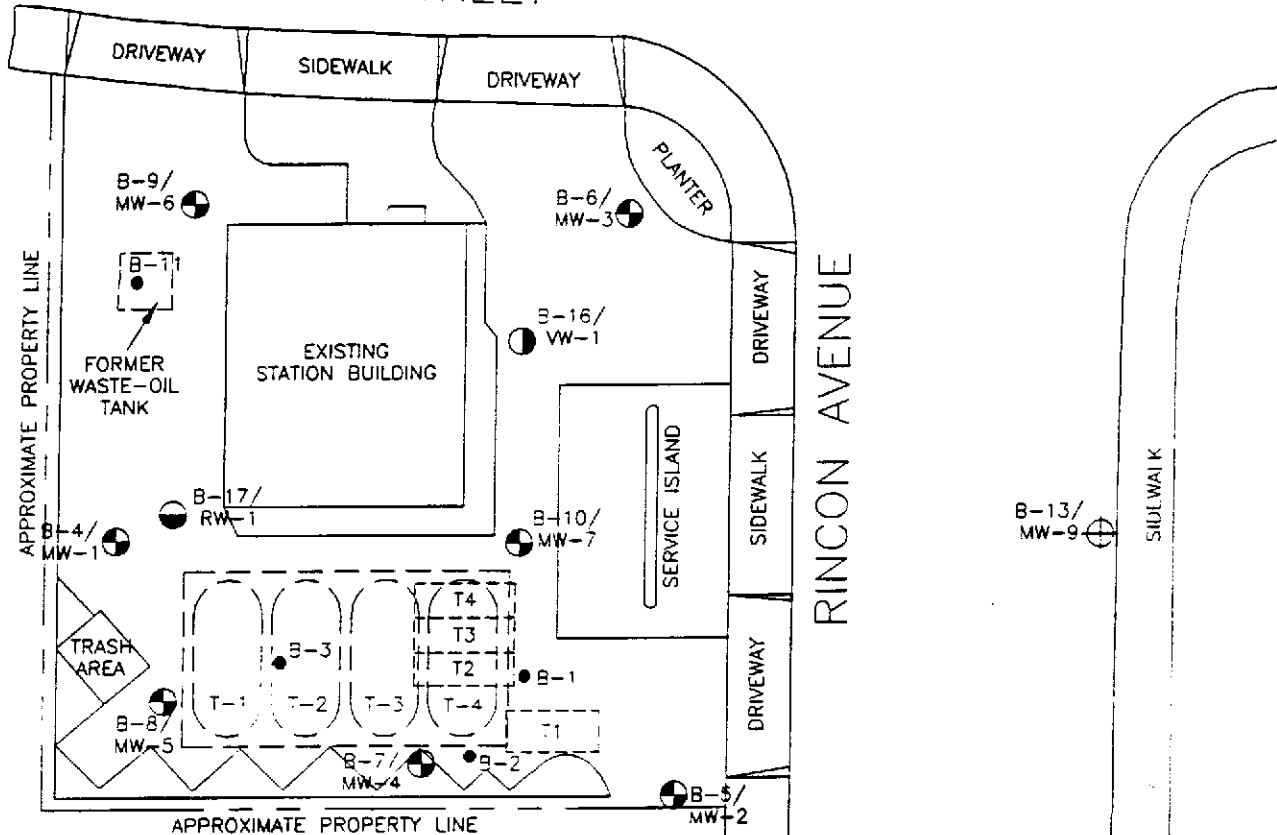 DRIVEWAY
SIDEWALK
DRIVEWAY
PLANTER
B-9/
MW-6
B-6/
MW-3
B-11
FORMER
WASTE-OIL
TANK
APPROXIMATE PROPERTY LINE
EXISTING
STATION BUILDING
B-16/
VW-1
DRIVEWAY
RINCON AVENUE
SERVICE ISLAND
SIDEWALK
B-17/
RW-1
B-4/
MW-1
B-10/
MW-7
B-13/
MW-9
SIDEWALK
T4
T3
T2
TRASH
AREA
B-3
B-1
T-1
T-2
T-3
T-4
T1
DRIVEWAY
B-8/
MW-5
B-7/
MW-4
B-2
B-5/
MW-2
APPROXIMATE PROPERTY LINE